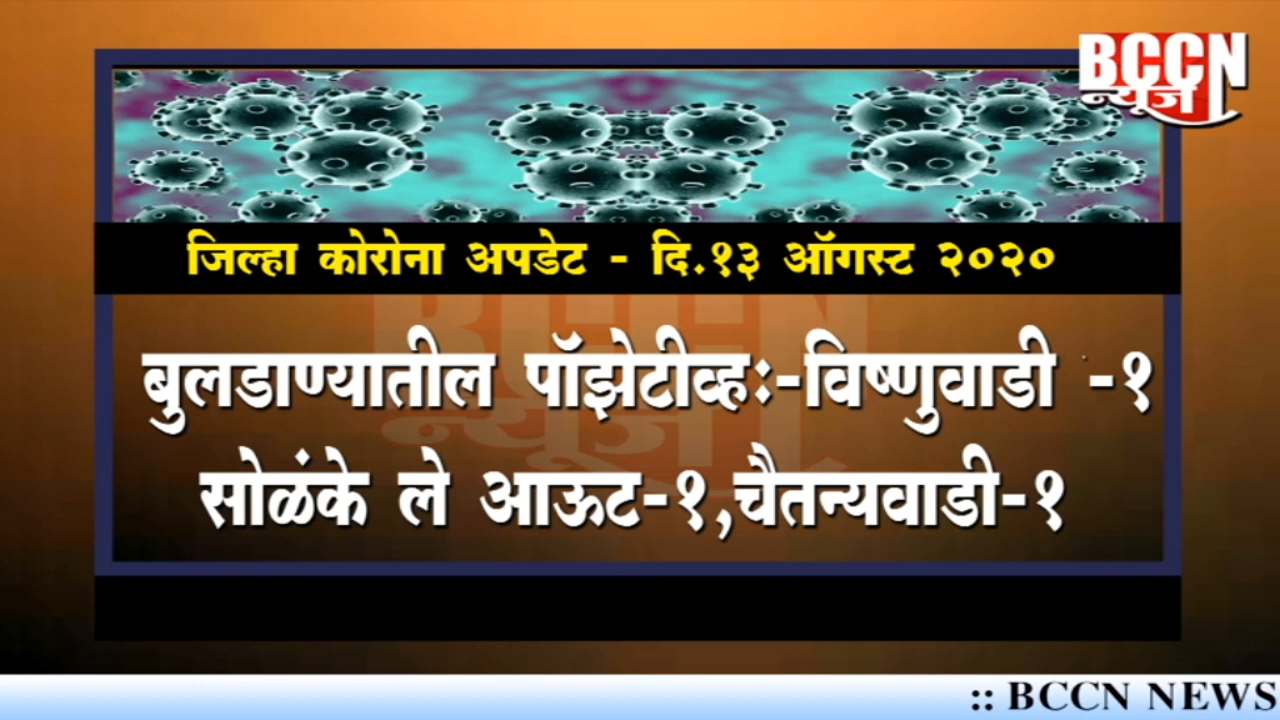 BCCN
न्यूज
जिल्हा कोरोना अपडेट - दि.१३ ऑगस्ट २०२०
बुलडाण्यातील पॉझेटीव्हः-विष्णुवाडी -१
सोळंके ले आऊट-१,चैतन्यवाडी-१
:: BCCN NEWS